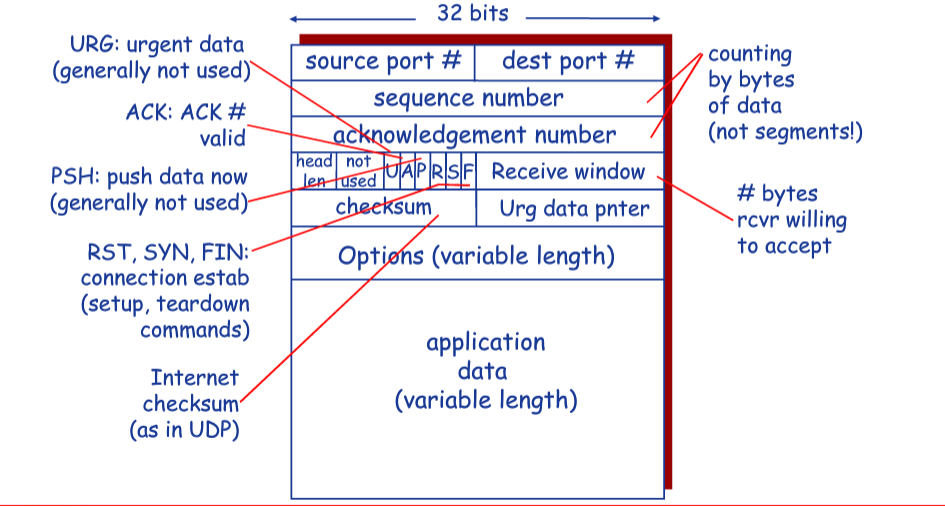 32 bits
URG: urgent data
(generally not used)
ACK: ACK #
valid
PSH: push data now
(generally not used)
RST, SYN, FIN:
connection estab
(setup, teardown
commands)
Internet
checksum
(as in UDP)
source port #
dest port #
sequence number
acknowledgement number
head
len
not
used
U A P R S F
Receive window
checksum
Urg data pnter
Options (variable length)
application
data
(variable length)
counting
by bytes
of data
(not segments!)
# bytes
rcvr willing
to accept